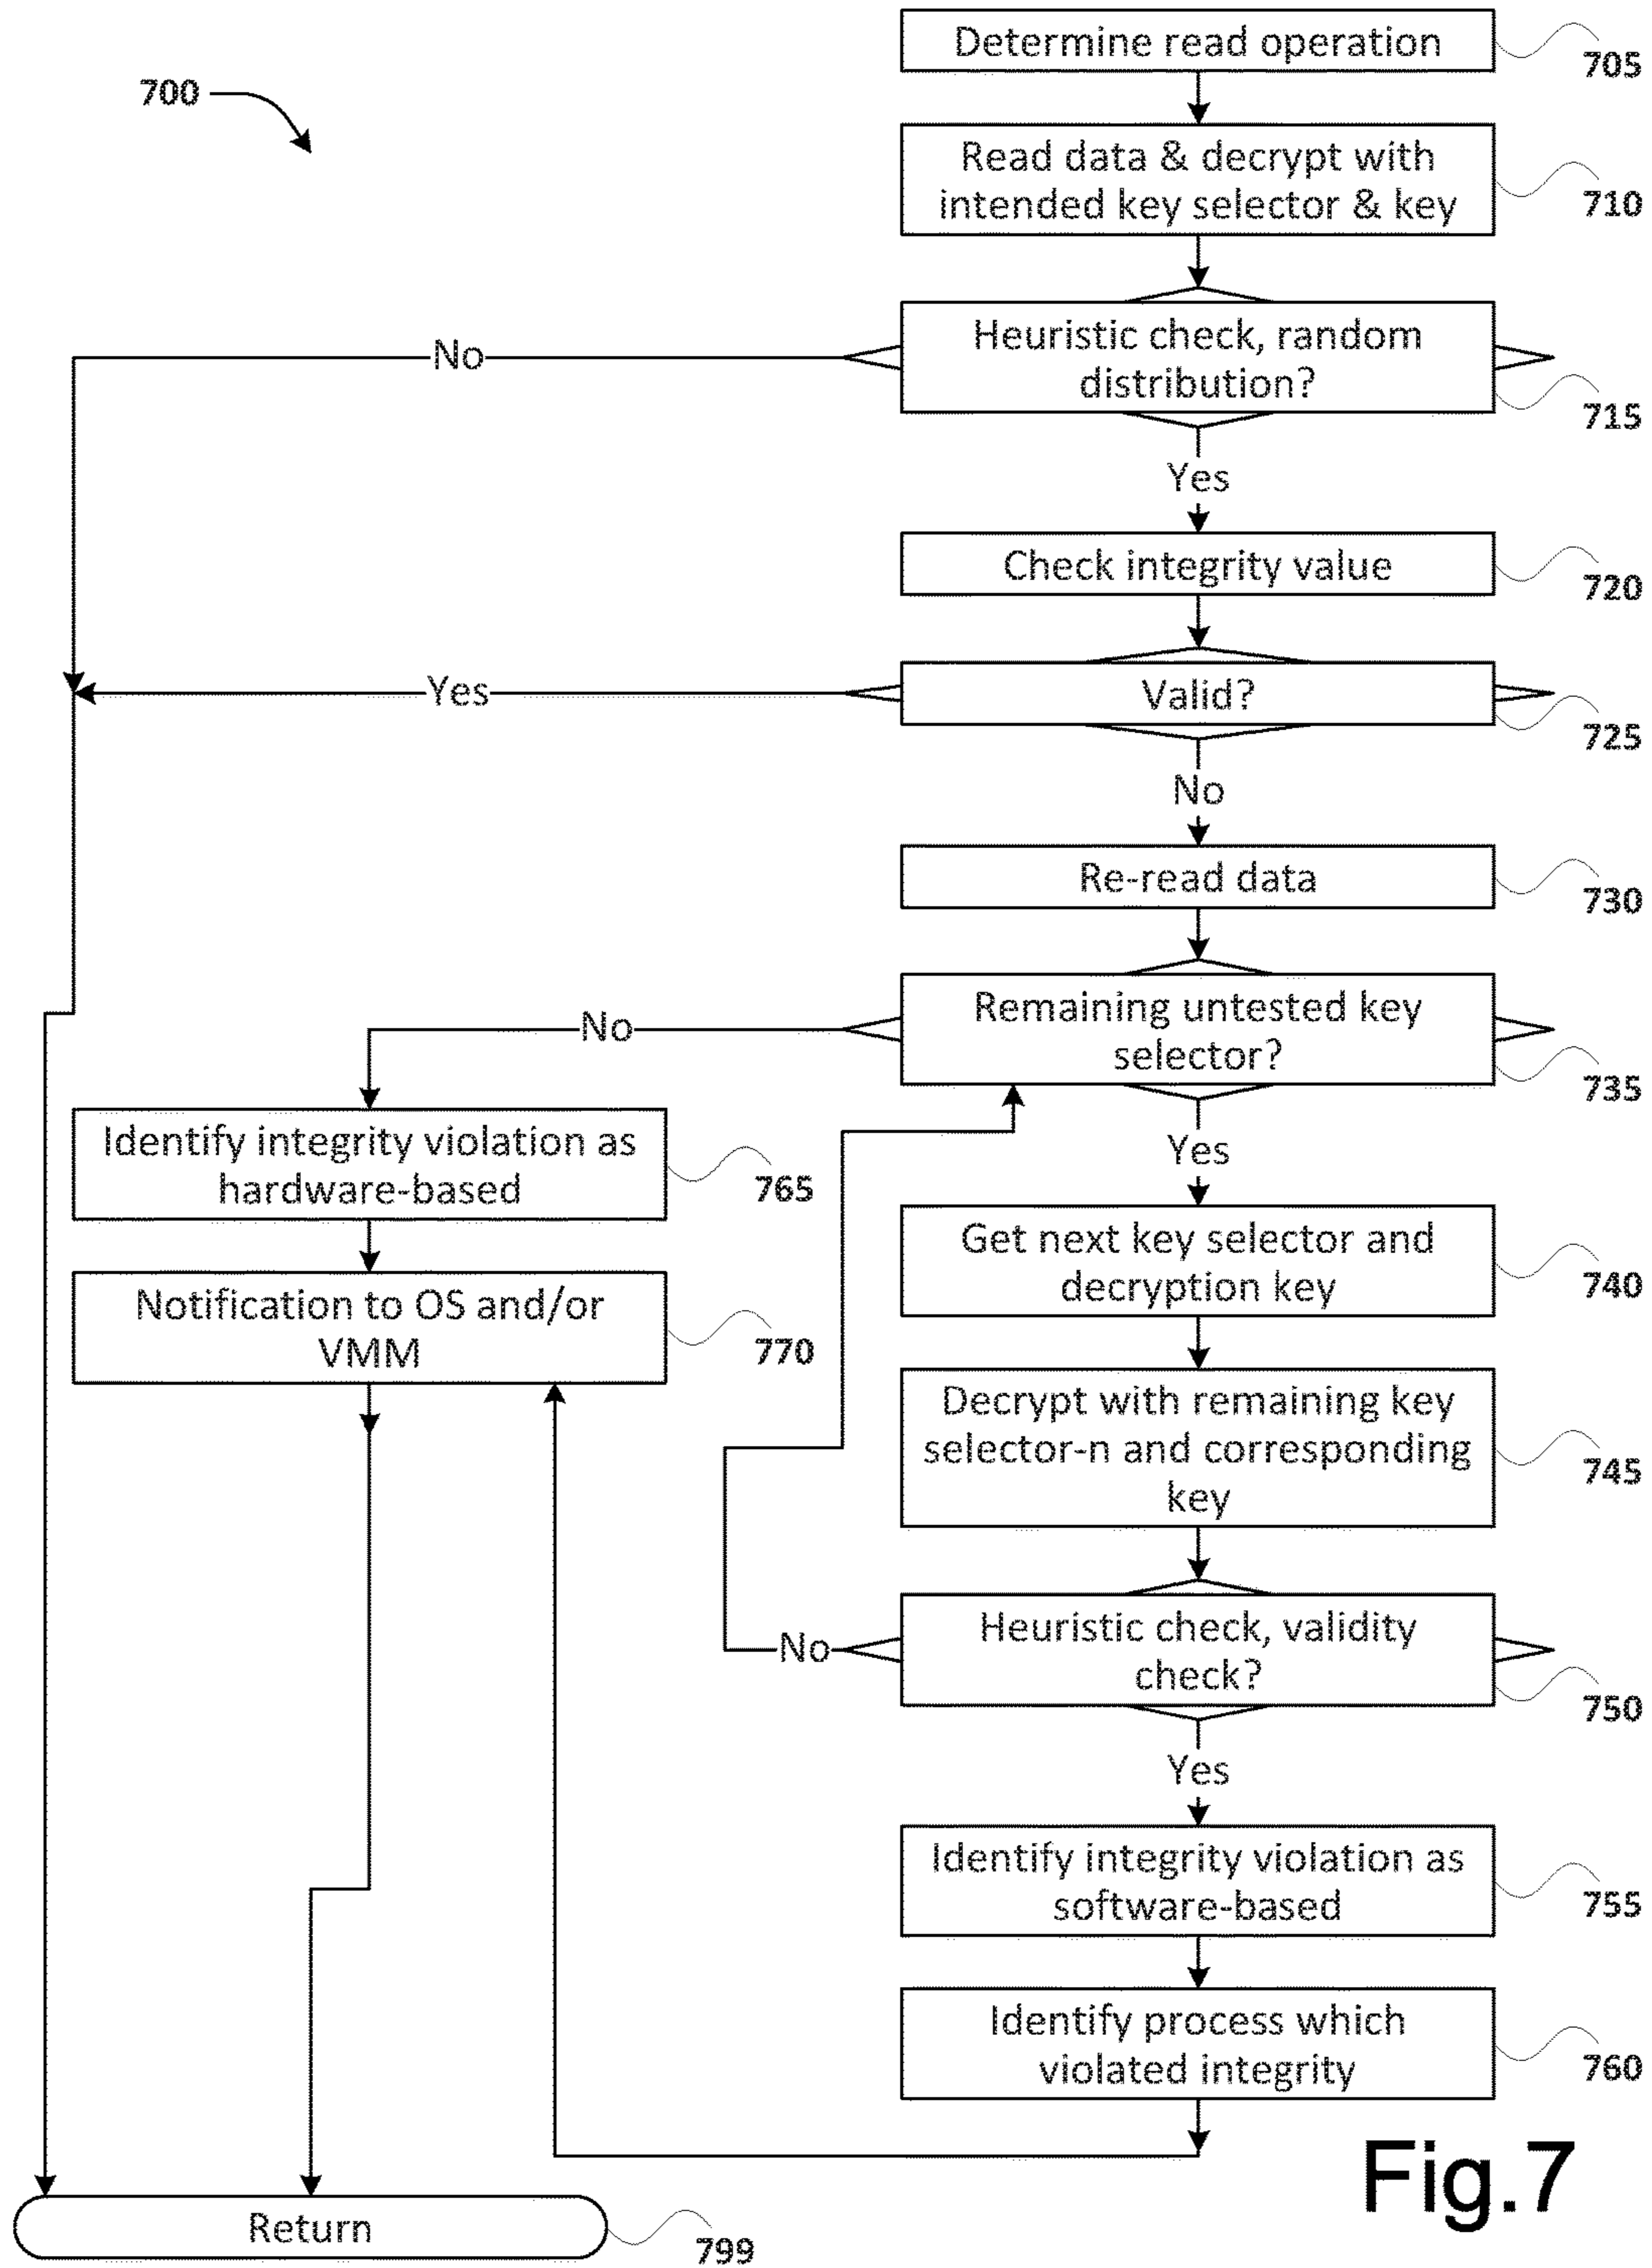 Determine read operation
705
700
Read data & decrypt with
intended key selector & key
710
Heuristic check, random
distribution?
715
No
Yes
Check integrity value
720
Valid?
725
Yes
No
Re-read data
730
Remaining untested key
selector?
735
No
Yes
Identify integrity violation as
hardware-based
765
Get next key selector and
decryption key
740
Notification to OS and/or
VMM
770
Decrypt with remaining key
selector-n and corresponding
key
745
Heuristic check, validity
check?
750
No
Yes
Identify integrity violation as
software-based
755
Identify process which
violated integrity
760
Fig.7
Return
799